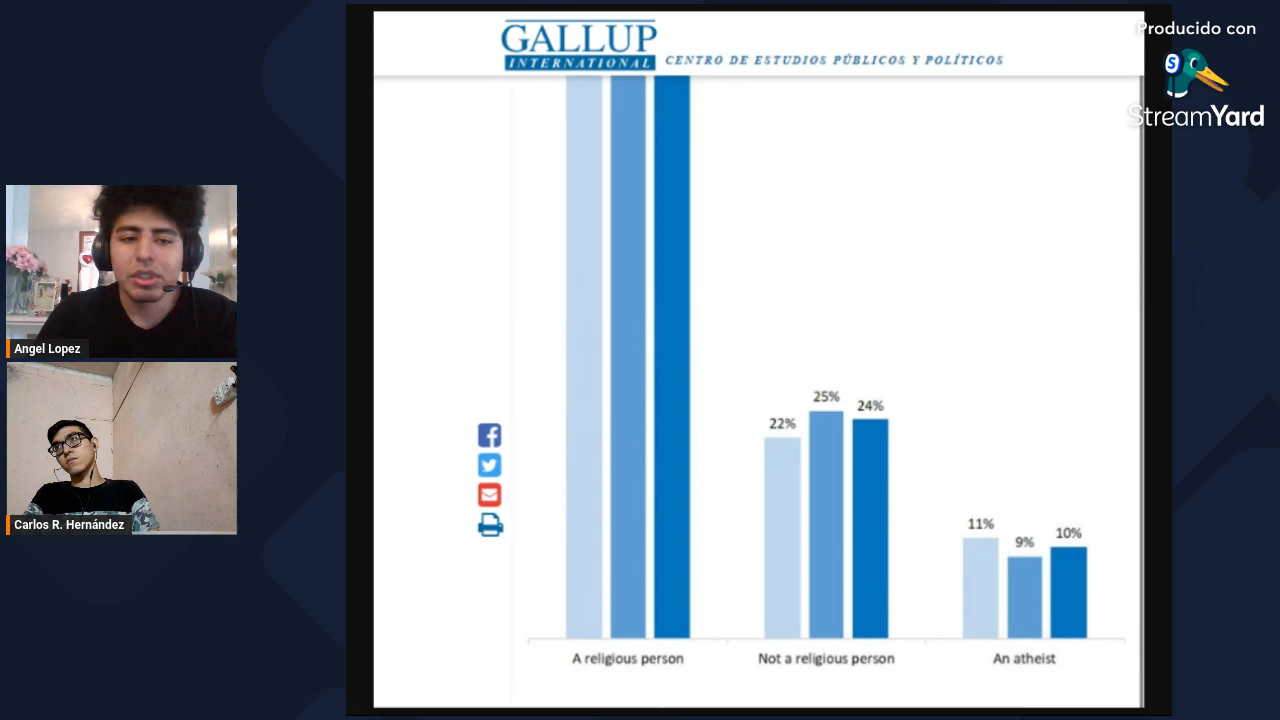 GALLUP
INTERNATIONAL
CENTRO DE ESTUDIOS PÚBLICOS Y POLÍTICOS
Producido con
S
StreamYard
22%
25%
24%
11%
9%
10%
A religious person
Not a religious person
An atheist
Angel Lopez
Carlos R. Hernández